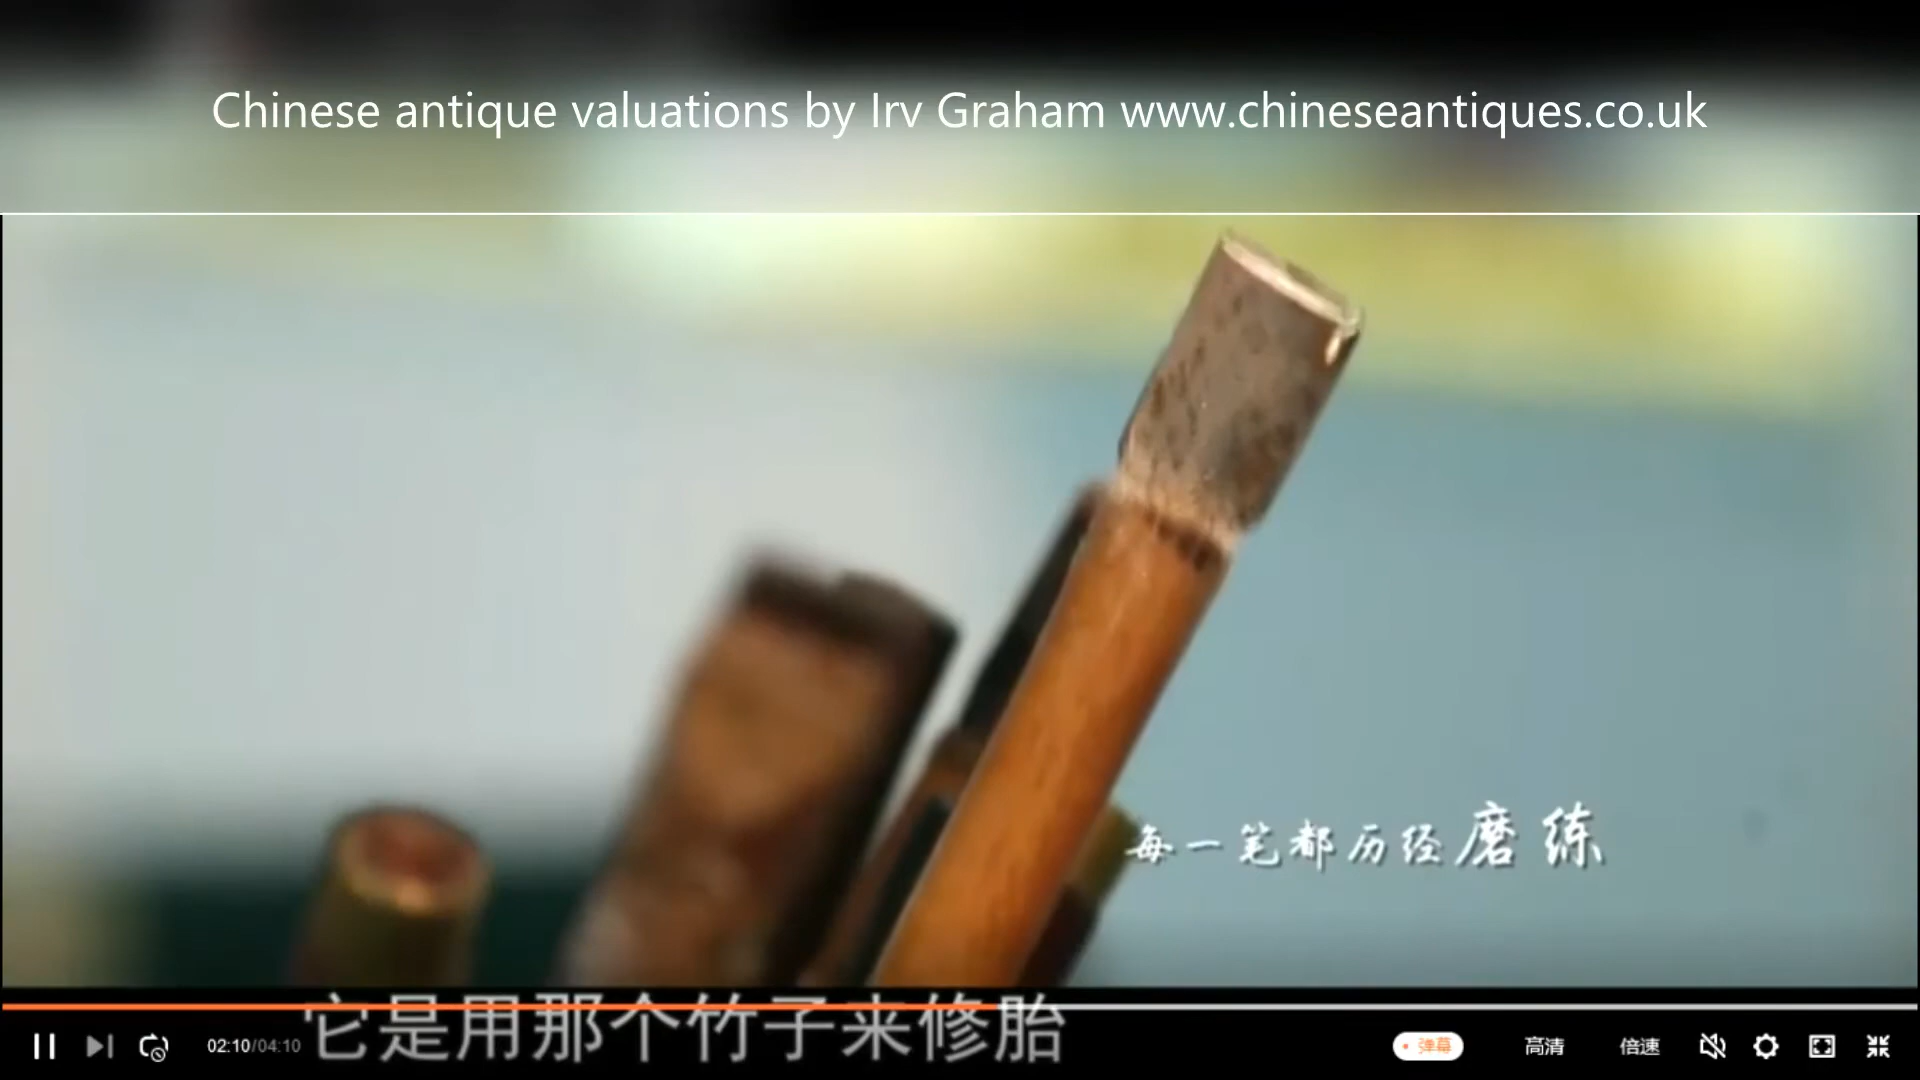 Chinese antique valuations by Irv Graham www.chineseantiques.co.uk
每一笔都历经磨练
它是用那个竹子来修胎
02:10/04:10
弹幕
高清
倍速